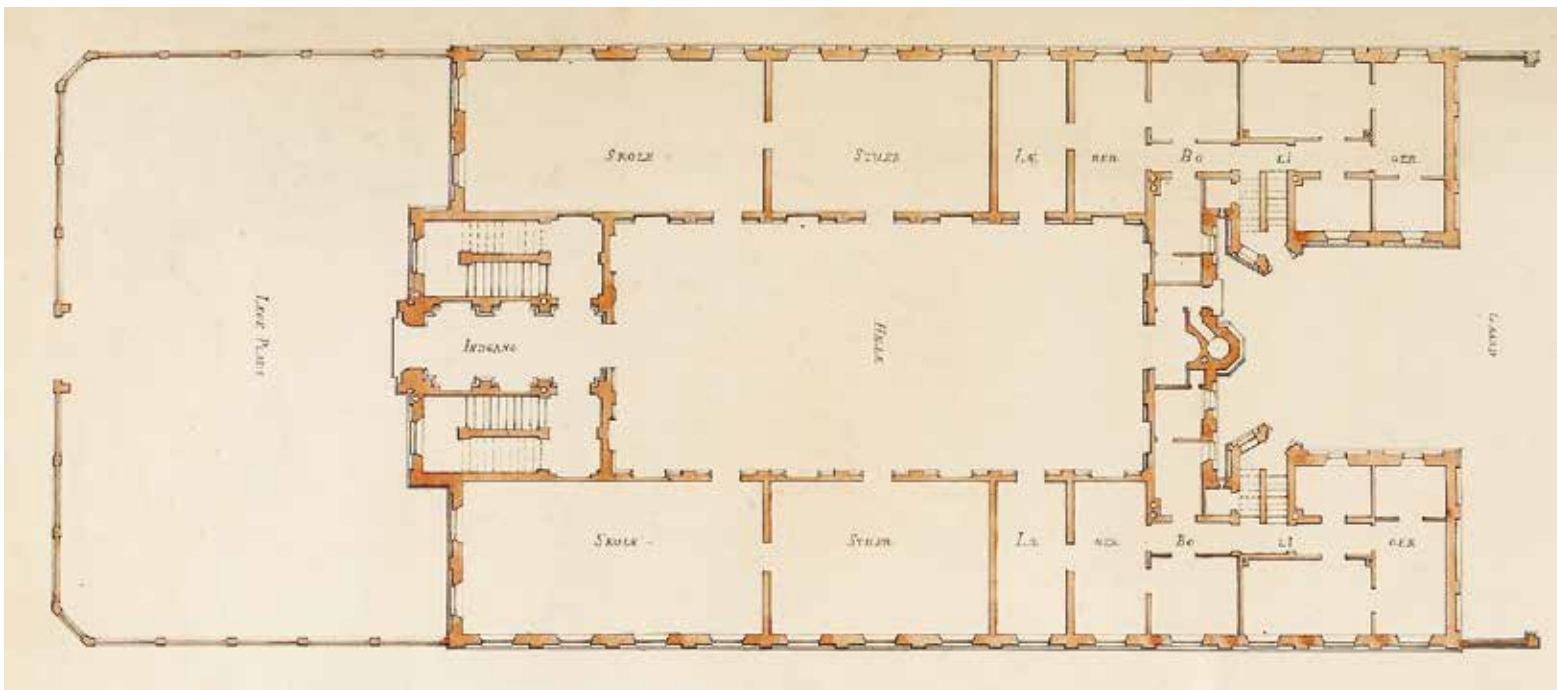 SKOLE STUER LÆ RER BO LI GER
LEGE PLADS
INDGANG
HALLE
GAARD
SKOLE STUER LÆ RER BO LI GER